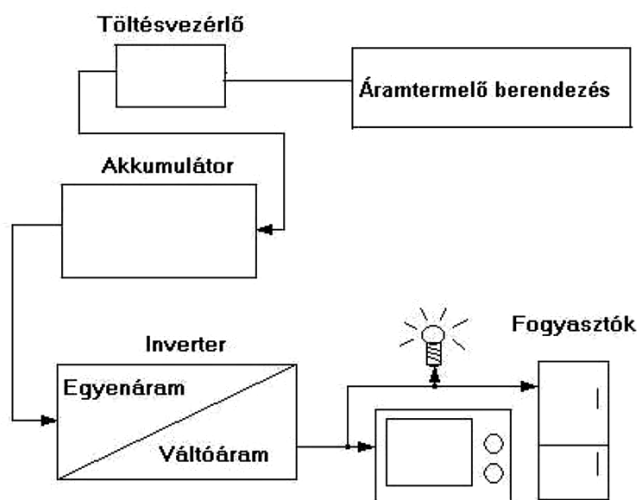 Töltésvezérlő
Áramtermelő berendezés
Akkumulátor
Inverter
Egyenáram
Váltóáram
Fogyasztók